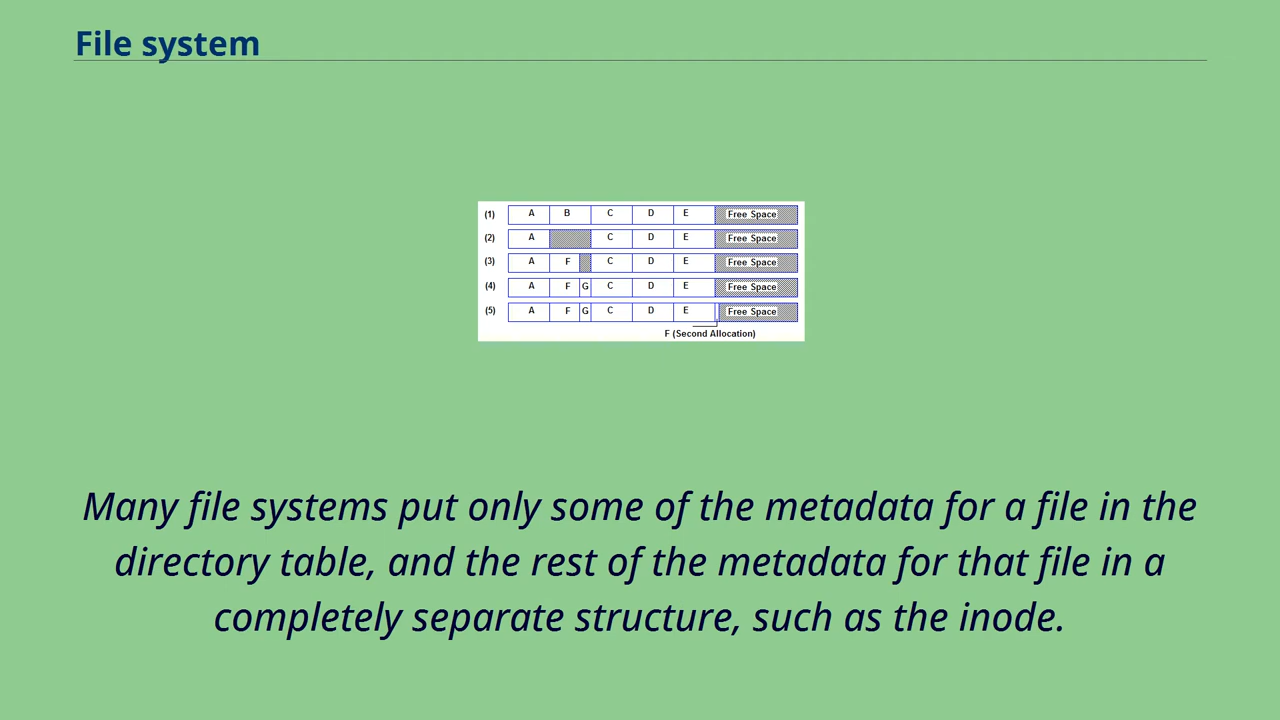 File system
(1) A B C D E Free Space
(2) A C D E Free Space
(3) A F C D E Free Space
(4) A F G C D E Free Space
(5) A F G C D E Free Space
F (Second Allocation)
Many file systems put only some of the metadata for a file in the
directory table, and the rest of the metadata for that file in a
completely separate structure, such as the inode.